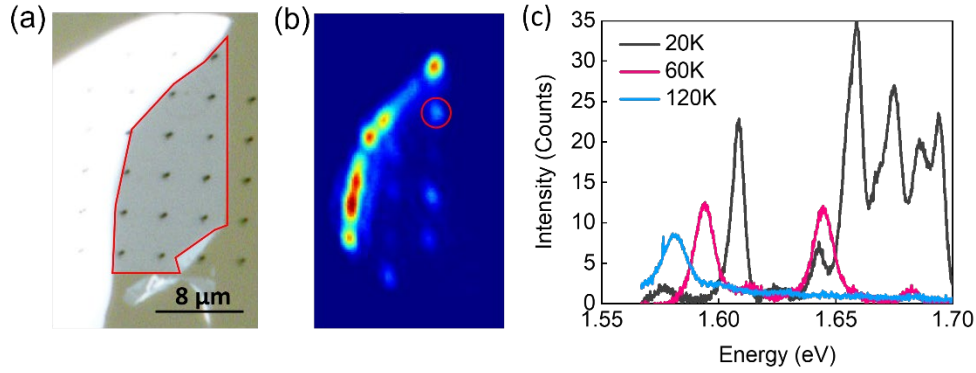 (a)
8 μm
(b)
(c)
20K
60K
120K
Intensity (Counts)
35
30
25
20
15
10
5
0
1.55
1.60
1.65
1.70
Energy (eV)